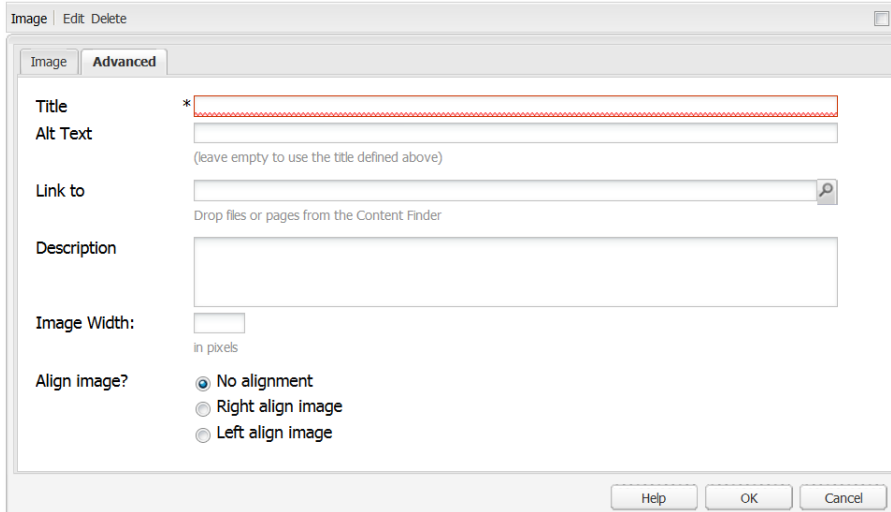 Image Edit Delete
Image Advanced
Title *
Alt Text
(leave empty to use the title defined above)
Link to
Drop files or pages from the Content Finder
Description
Image Width:
in pixels
Align image? No alignment
Right align image
Left align image
Help OK Cancel